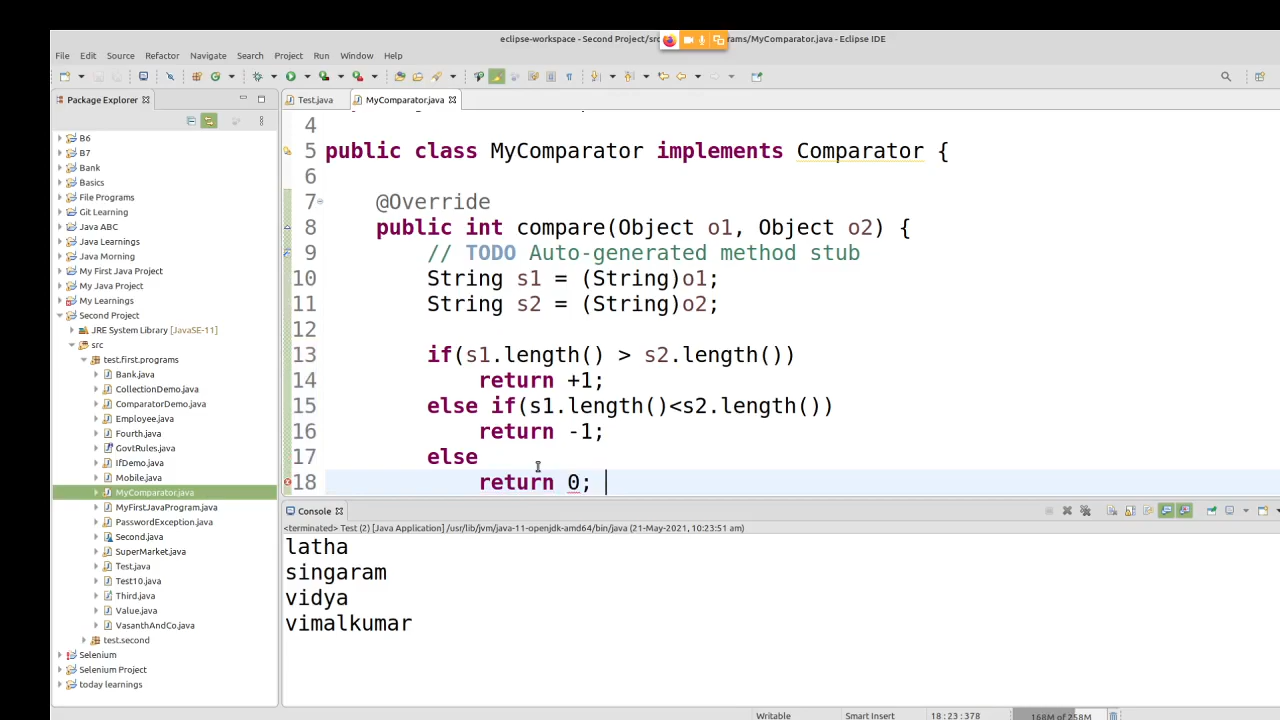 eclipse-workspace - Second Project/src rams/MyComparator.java - Eclipse IDE
File Edit Source Refactor Navigate Search Project Run Window Help
Package Explorer
B6
B7
Bank
Basics
File Programs
Git Learning
Java ABC
Java Learnings
Java Morning
My First Java Project
My Java Project
My Learnings
Second Project
JRE System Library [JavaSE-11]
src
test.first.programs
Bank.java
CollectionDemo.java
ComparatorDemo.java
Employee.java
Fourth.java
GovtRules.java
IfDemo.java
Mobile.java
MyComparator.java
MyFirstJavaProgram.java
PasswordException.java
Second.java
SuperMarket.java
Test.java
Test10.java
Third.java
Value.java
VasanthAndCo.java
test.second
Selenium
Selenium Project
today learnings
Test.java MyComparator.java
4
5 public class MyComparator implements Comparator {
6
7 @Override
8 public int compare(Object o1, Object o2) {
9 // TODO Auto-generated method stub
10 String s1 = (String)o1;
11 String s2 = (String)o2;
12
13 if(s1.length() > s2.length())
14 return +1;
15 else if(s1.length()<s2.length())
16 return -1;
17 else
18 return 0;
Console
<terminated> Test (2) [Java Application] /usr/lib/jvm/java-11-openjdk-amd64/bin/java (21-May-2021, 10:23:51 am)
latha
singaram
vidya
vimalkumar
Writable Smart Insert 18 : 23 : 378 168M of 258M